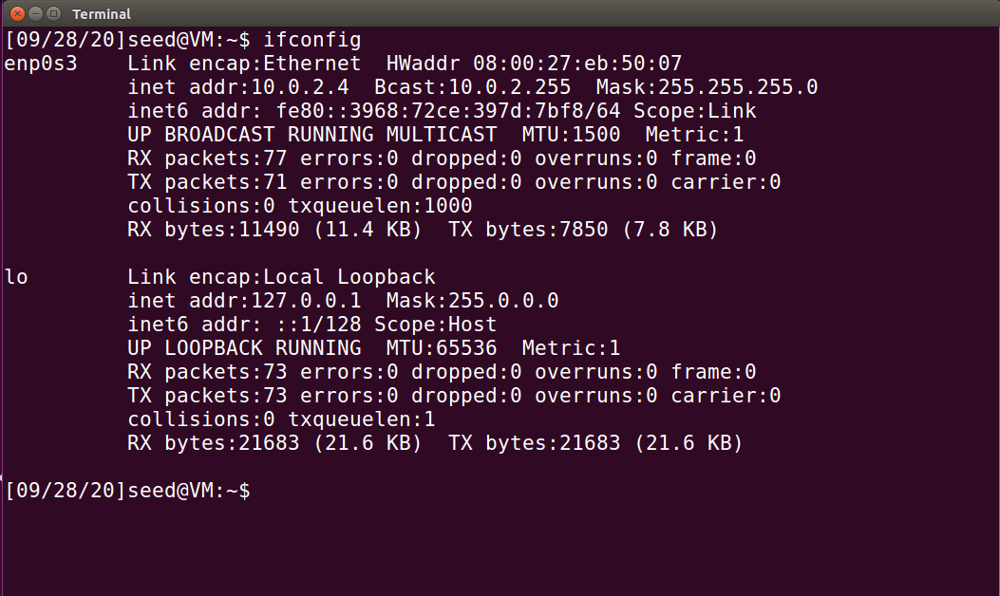 Terminal
[09/28/20]seed@VM:~$ ifconfig
enp0s3    Link encap:Ethernet  HWaddr 08:00:27:eb:50:07
          inet addr:10.0.2.4  Bcast:10.0.2.255  Mask:255.255.255.0
          inet6 addr: fe80::3968:72ce:397d:7bf8/64 Scope:Link
          UP BROADCAST RUNNING MULTICAST  MTU:1500  Metric:1
          RX packets:77 errors:0 dropped:0 overruns:0 frame:0
          TX packets:71 errors:0 dropped:0 overruns:0 carrier:0
          collisions:0 txqueuelen:1000
          RX bytes:11490 (11.4 KB)  TX bytes:7850 (7.8 KB)

lo        Link encap:Local Loopback
          inet addr:127.0.0.1  Mask:255.0.0.0
          inet6 addr: ::1/128 Scope:Host
          UP LOOPBACK RUNNING  MTU:65536  Metric:1
          RX packets:73 errors:0 dropped:0 overruns:0 frame:0
          TX packets:73 errors:0 dropped:0 overruns:0 carrier:0
          collisions:0 txqueuelen:1
          RX bytes:21683 (21.6 KB)  TX bytes:21683 (21.6 KB)

[09/28/20]seed@VM:~$